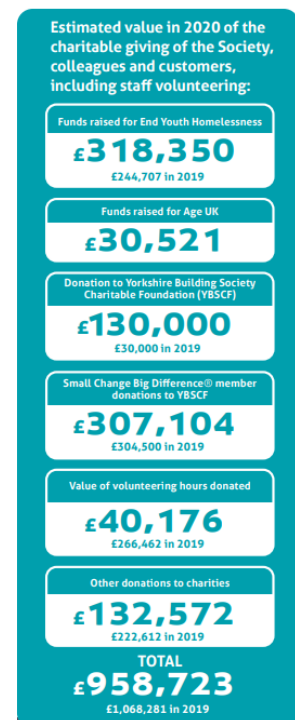 Estimated value in 2020 of the
charitable giving of the Society,
colleagues and customers,
including staff volunteering:
Funds raised for End Youth Homelessness
£318,350
£244,707 in 2019
Funds raised for Age UK
£30,521
Donation to Yorkshire Building Society
Charitable Foundation (YBSCF)
£130,000
£30,000 in 2019
Small Change Big Difference® member
donations to YBSCF
£307,104
£304,500 in 2019
Value of volunteering hours donated
£40,176
£266,462 in 2019
Other donations to charities
£132,572
£222,612 in 2019
TOTAL
£958,723
£1,068,281 in 2019